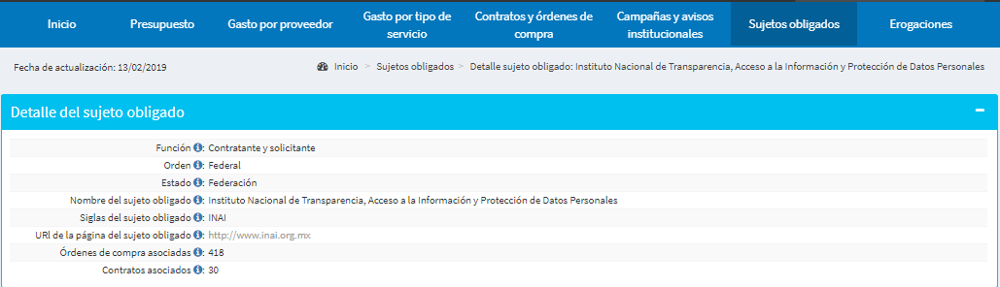 Inicio
Presupuesto
Gasto por proveedor
Gasto por tipo de
servicio
Contratos y órdenes de
compra
Campañas y avisos
institucionales
Sujetos obligados
Erogaciones
Fecha de actualización: 13/02/2019
Inicio > Sujetos obligados > Detalle sujeto obligado: Instituto Nacional de Transparencia, Acceso a la Información y Protección de Datos Personales
Detalle del sujeto obligado
Función : Contratante y solicitante
Orden : Federal
Estado : Federación
Nombre del sujeto obligado : Instituto Nacional de Transparencia, Acceso a la Información y Protección de Datos Personales
Siglas del sujeto obligado : INAI
URl de la página del sujeto obligado : http://www.inai.org.mx
Órdenes de compra asociadas : 418
Contratos asociados : 30